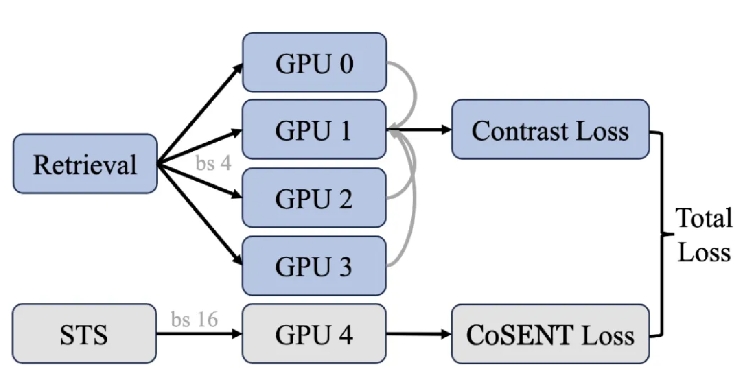 GPU 0
GPU 1
Contrast Loss
Retrieval
bs 4
GPU 2
Total
Loss
GPU 3
STS
bs 16
GPU 4
CoSENT Loss